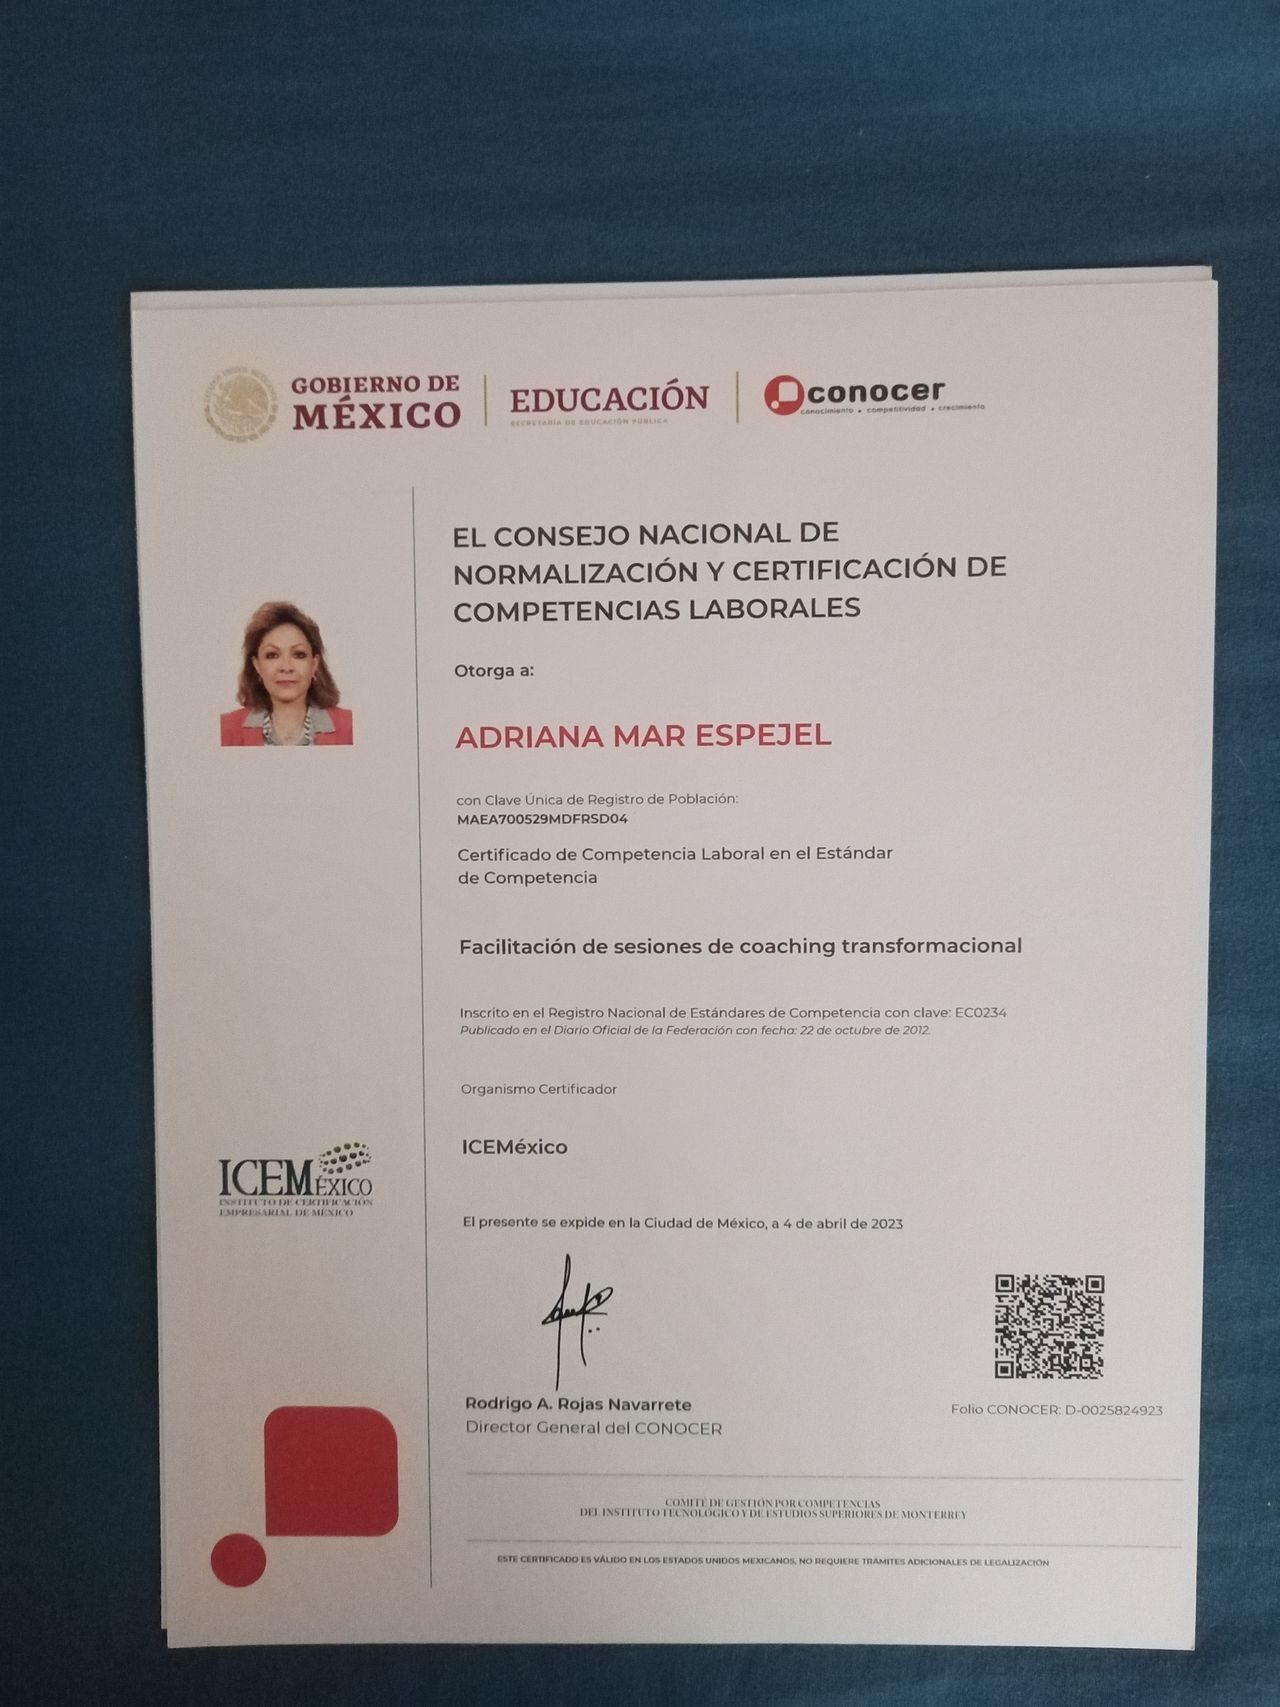 GOBIERNO DE
MÉXICO
EDUCACIÓN
SECRETARÍA DE EDUCACIÓN PÚBLICA
conocer
conocimiento • competitividad • crecimiento
EL CONSEJO NACIONAL DE
NORMALIZACIÓN Y CERTIFICACIÓN DE
COMPETENCIAS LABORALES
Otorga a:
ADRIANA MAR ESPEJEL
con Clave Única de Registro de Población:
MAEA700529MDFRSD04
Certificado de Competencia Laboral en el Estándar
de Competencia
Facilitación de sesiones de coaching transformacional
Inscrito en el Registro Nacional de Estándares de Competencia con clave: EC0234
Publicado en el Diario Oficial de la Federación con fecha: 22 de octubre de 2012.
Organismo Certificador
ICEMéxico
ICEMÉXICO
INSTITUTO DE CERTIFICACIÓN
EMPRESARIAL DE MÉXICO
El presente se expide en la Ciudad de México, a 4 de abril de 2023
Rodrigo A. Rojas Navarrete
Director General del CONOCER
Folio CONOCER: D-0025824923
COMITÉ DE GESTIÓN POR COMPETENCIAS
DEL INSTITUTO TECNOLÓGICO Y DE ESTUDIOS SUPERIORES DE MONTERREY
ESTE CERTIFICADO ES VÁLIDO EN LOS ESTADOS UNIDOS MEXICANOS, NO REQUIERE TRÁMITES ADICIONALES DE LEGALIZACIÓN